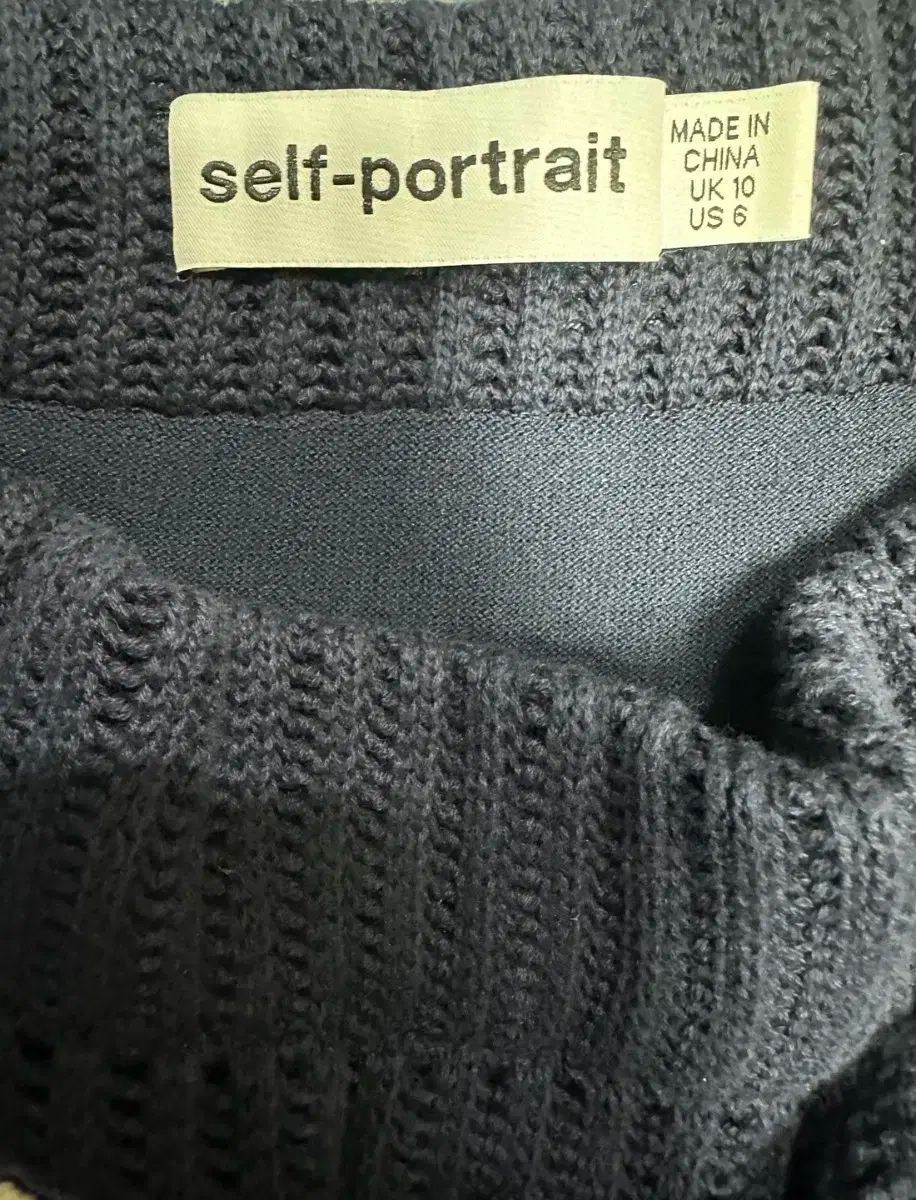 self-portrait
MADE IN
CHINA
UK 10
US 6